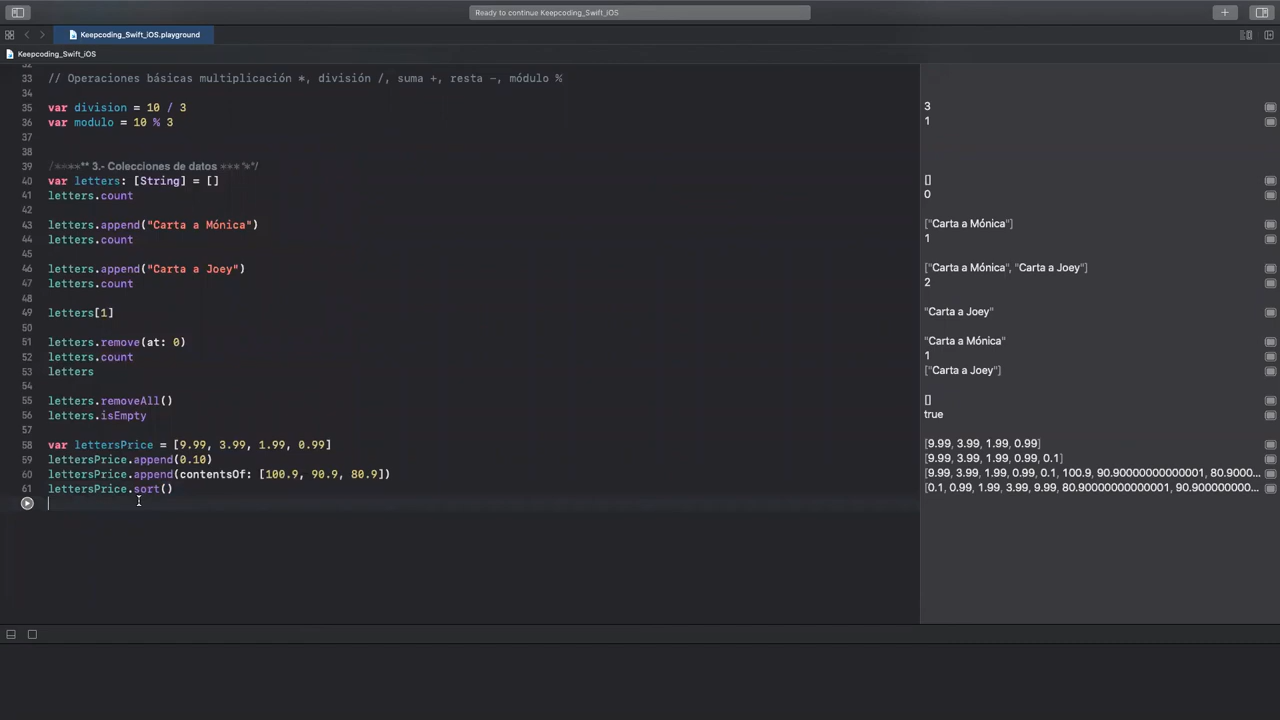 Ready to continue Keepcoding_Swift_iOS
Keepcoding_Swift_iOS.playground
Keepcoding_Swift_iOS
33 // Operaciones básicas multiplicación *, división /, suma +, resta -, módulo %
34
35 var division = 10 / 3
3
36 var modulo = 10 % 3
1
37
38
39 /****** 3.- Colecciones de datos *****/
40 var letters: [String] = []
[]
41 letters.count
0
42
43 letters.append("Carta a Mónica")
["Carta a Mónica"]
44 letters.count
1
45
46 letters.append("Carta a Joey")
["Carta a Mónica", "Carta a Joey"]
47 letters.count
2
48
49 letters[1]
"Carta a Joey"
50
51 letters.remove(at: 0)
"Carta a Mónica"
52 letters.count
1
53 letters
["Carta a Joey"]
54
55 letters.removeAll()
[]
56 letters.isEmpty
true
57
58 var lettersPrice = [9.99, 3.99, 1.99, 0.99]
[9.99, 3.99, 1.99, 0.99]
59 lettersPrice.append(0.10)
[9.99, 3.99, 1.99, 0.99, 0.1]
60 lettersPrice.append(contentsOf: [100.9, 90.9, 80.9])
[9.99, 3.99, 1.99, 0.99, 0.1, 100.9, 90.90000000000001, 80.9000...
61 lettersPrice.sort()
[0.1, 0.99, 1.99, 3.99, 9.99, 80.90000000000001, 90.900000000...